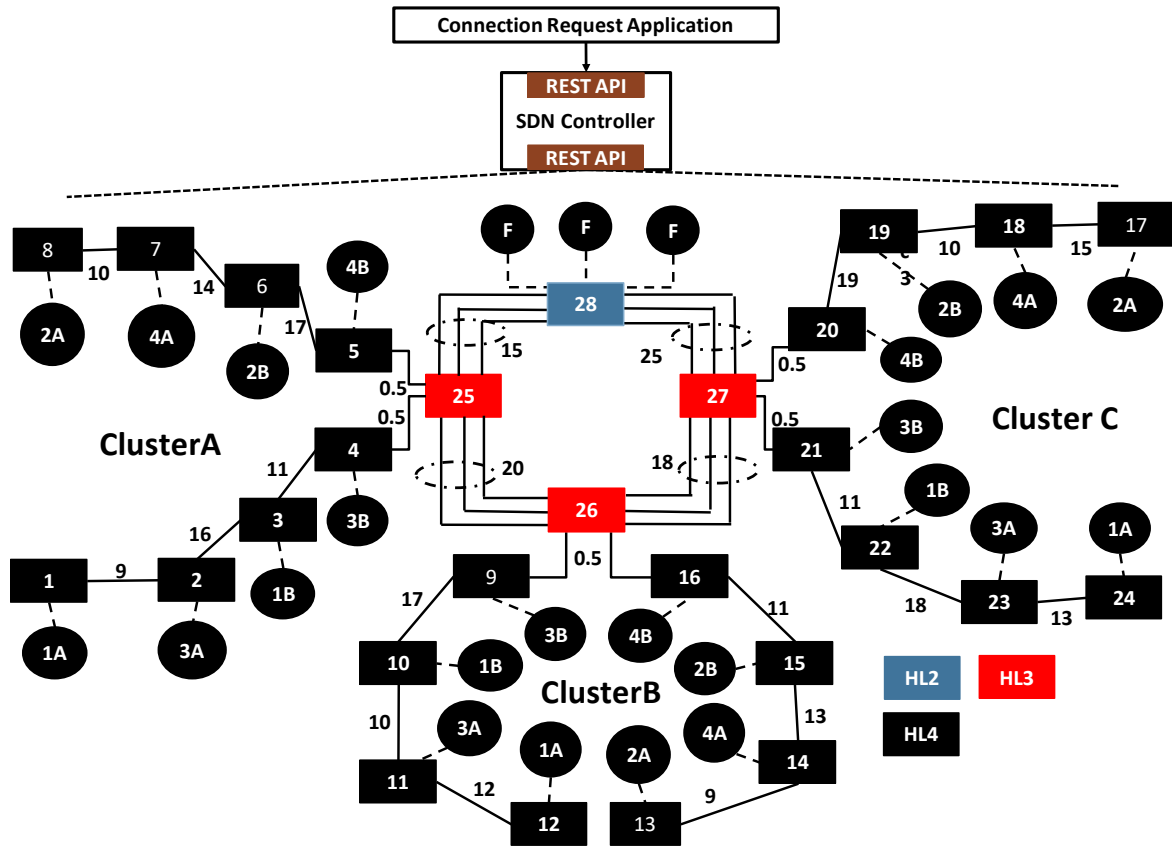 Connection Request Application
REST API
SDN Controller
REST API
8
10
7
14
6
17
5
2A
4A
2B
4B
F
F
F
28
15
25
19
10
18
15
17
c
3
19
20
2B
4A
2A
4B
0.5
0.5
25
27
0.5
0.5
ClusterA
Cluster C
4
11
3
16
2
9
1
3B
1B
3A
1A
20
18
26
0.5
21
3B
11
22
1B
18
23
3A
13
24
1A
9
16
17
3B
4B
11
10
1B
2B
15
ClusterB
10
3A
1A
2A
4A
13
11
14
12
12
13
9
HL2
HL3
HL4